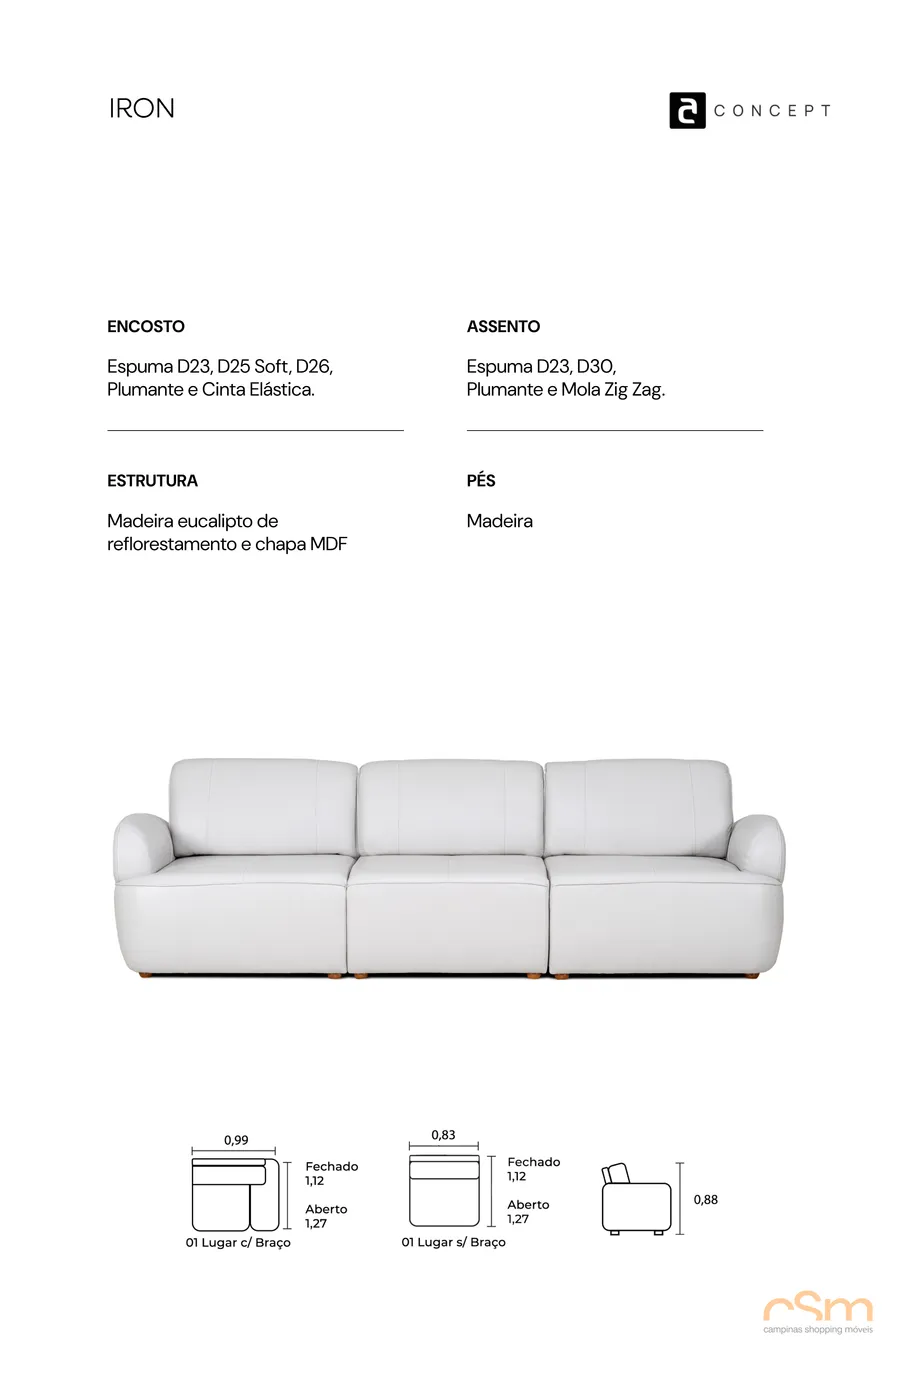 IRON
CONCEPT
ENCOSTO
Espuma D23, D25 Soft, D26,
Plumante e Cinta Elástica.
ASSENTO
Espuma D23, D30,
Plumante e Mola Zig Zag.
ESTRUTURA
Madeira eucalipto de
reflorestamento e chapa MDF
PÉS
Madeira
0,99
Fechado
1,12
Aberto
1,27
01 Lugar c/ Braço
0,83
Fechado
1,12
Aberto
1,27
01 Lugar s/ Braço
0,88
csm
campinas shopping móveis